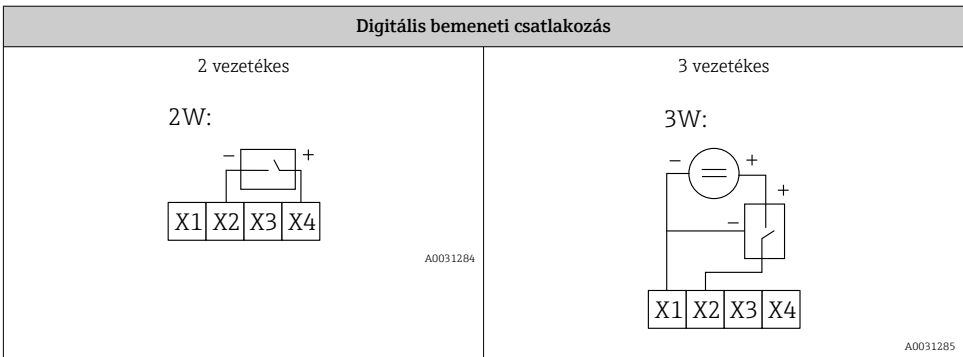 Digitális bemeneti csatlakozás
2 vezetékes
2W:
− +
X1 X2 X3 X4
A0031284
3 vezetékes
3W:
− +
+
−
X1 X2 X3 X4
A0031285